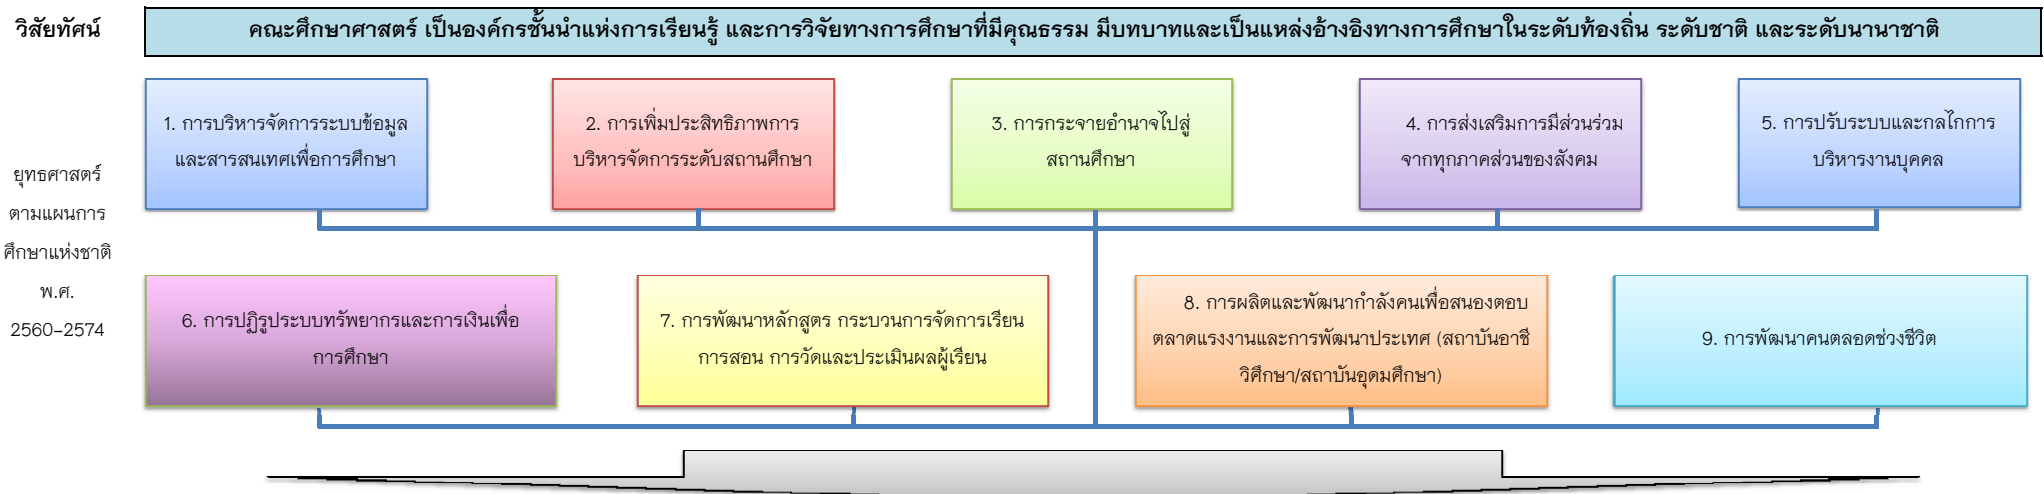 วิสัยทัศน์
คณะศึกษาศาสตร์ เป็นองค์กรชั้นนำแห่งการเรียนรู้ และการวิจัยทางการศึกษาที่มีคุณธรรม มีบทบาทและเป็นแหล่งอ้างอิงทางการศึกษาในระดับท้องถิ่น ระดับชาติ และระดับนานาชาติ
ยุทธศาสตร์
ตามแผนการ
ศึกษาแห่งชาติ
พ.ศ.
2560-2574
1. การบริหารจัดการระบบข้อมูล
และสารสนเทศเพื่อการศึกษา
2. การเพิ่มประสิทธิภาพการ
บริหารจัดการระดับสถานศึกษา
3. การกระจายอำนาจไปสู่
สถานศึกษา
4. การส่งเสริมการมีส่วนร่วม
จากทุกภาคส่วนของสังคม
5. การปรับระบบและกลไกการ
บริหารงานบุคคล
6. การปฏิรูประบบทรัพยากรและการเงินเพื่อ
การศึกษา
7. การพัฒนาหลักสูตร กระบวนการจัดการเรียน
การสอน การวัดและประเมินผลผู้เรียน
8. การผลิตและพัฒนากำลังคนเพื่อสนองตอบ
ตลาดแรงงานและการพัฒนาประเทศ (สถาบันอาชี
วิศึกษา/สถาบันอุดมศึกษา)
9. การพัฒนาคนตลอดช่วงชีวิต